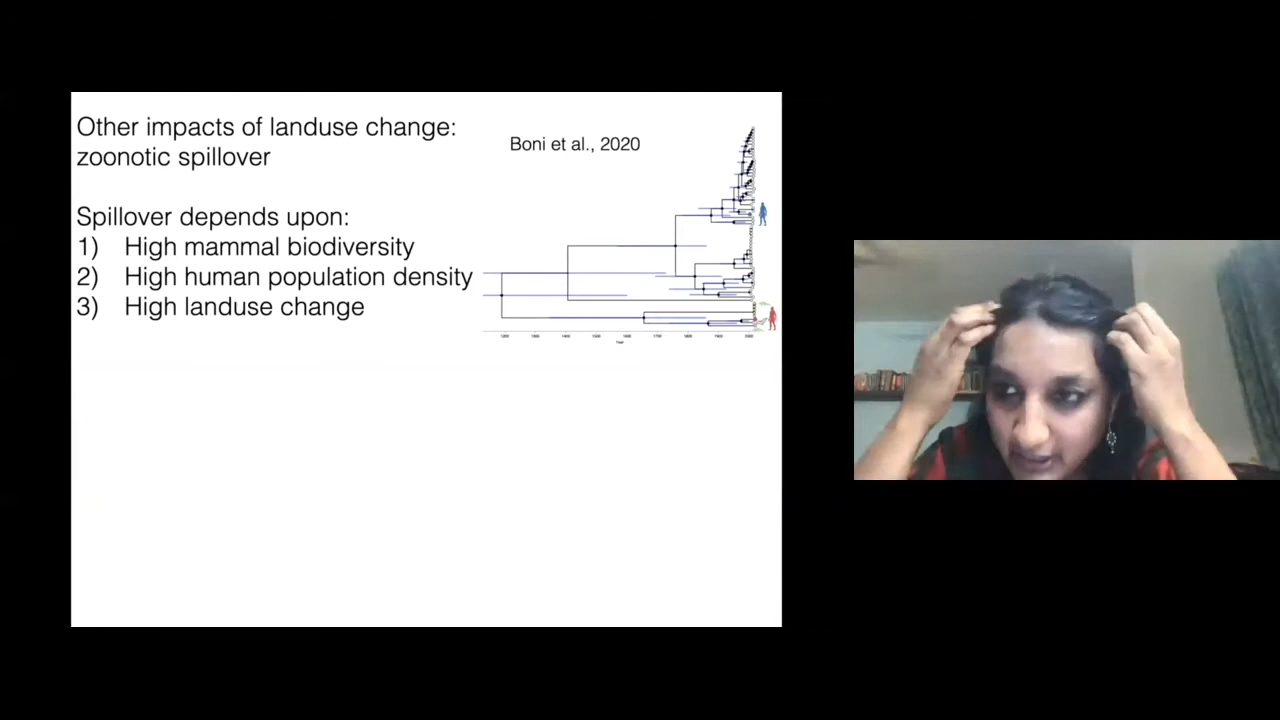 Other impacts of landuse change:
zoonotic spillover
Boni et al., 2020
Spillover depends upon:
1) High mammal biodiversity
2) High human population density
3) High landuse change